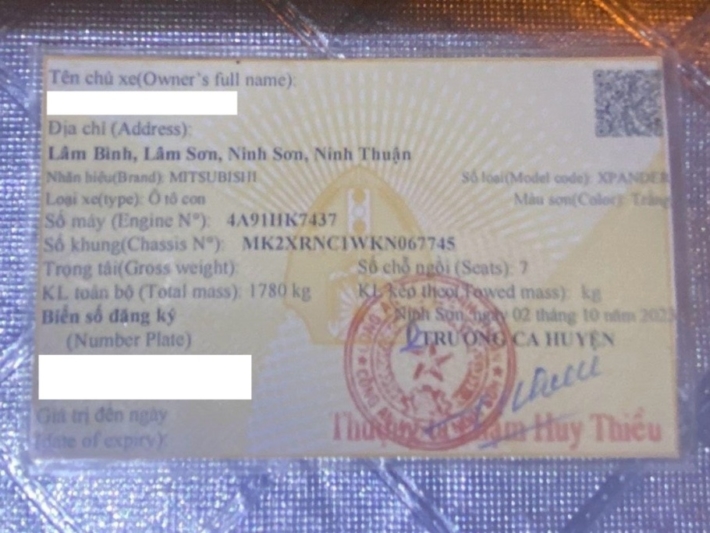 Tên chủ xe(Owner's full name):
Địa chỉ (Address):
Lâm Bình, Lâm Sơn, Ninh Sơn, Ninh Thuận
Nhãn hiệu(Brand): MITSUBISHI Số loại(Model code): XPANDER
Loại xe(type): Ô tô con Màu sơn(Color): Trắng
Số máy (Engine N°): 4A91HK7437
Số khung(Chassis N°): MK2XRNC1WKN067745
Trọng tải(Gross weight): Số chỗ ngồi (Seats): 7
KL toàn bộ (Total mass): 1780 kg KL kéo theo(Towed mass): kg
Biển số đăng ký Ninh Sơn, ngày 02 tháng 10 năm 2023
(Number Plate) TRƯỞNG CA HUYỆN
Giá trị đến ngày
(date of expiry):
Huy Thiều